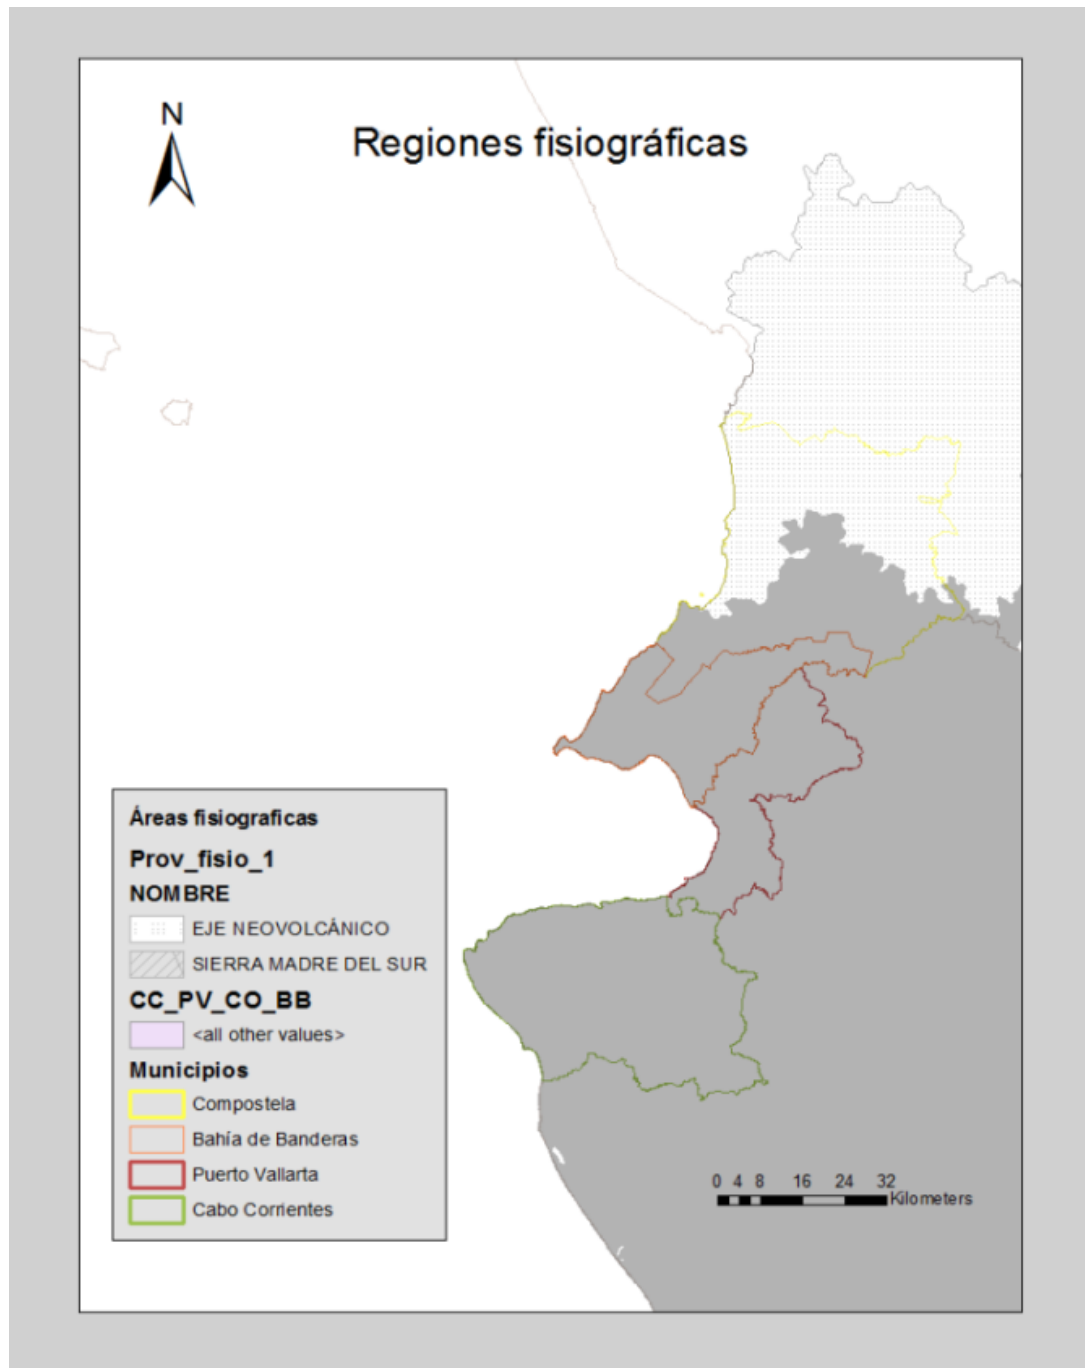 N
Regiones fisiográficas
Áreas fisiograficas
Prov_fisio_1
NOMBRE
EJE NEOVOLCÁNICO
SIERRA MADRE DEL SUR
CC_PV_CO_BB
<all other values>
Municipios
Compostela
Bahía de Banderas
Puerto Vallarta
Cabo Corrientes
0 4 8 16 24 32
Kilometers